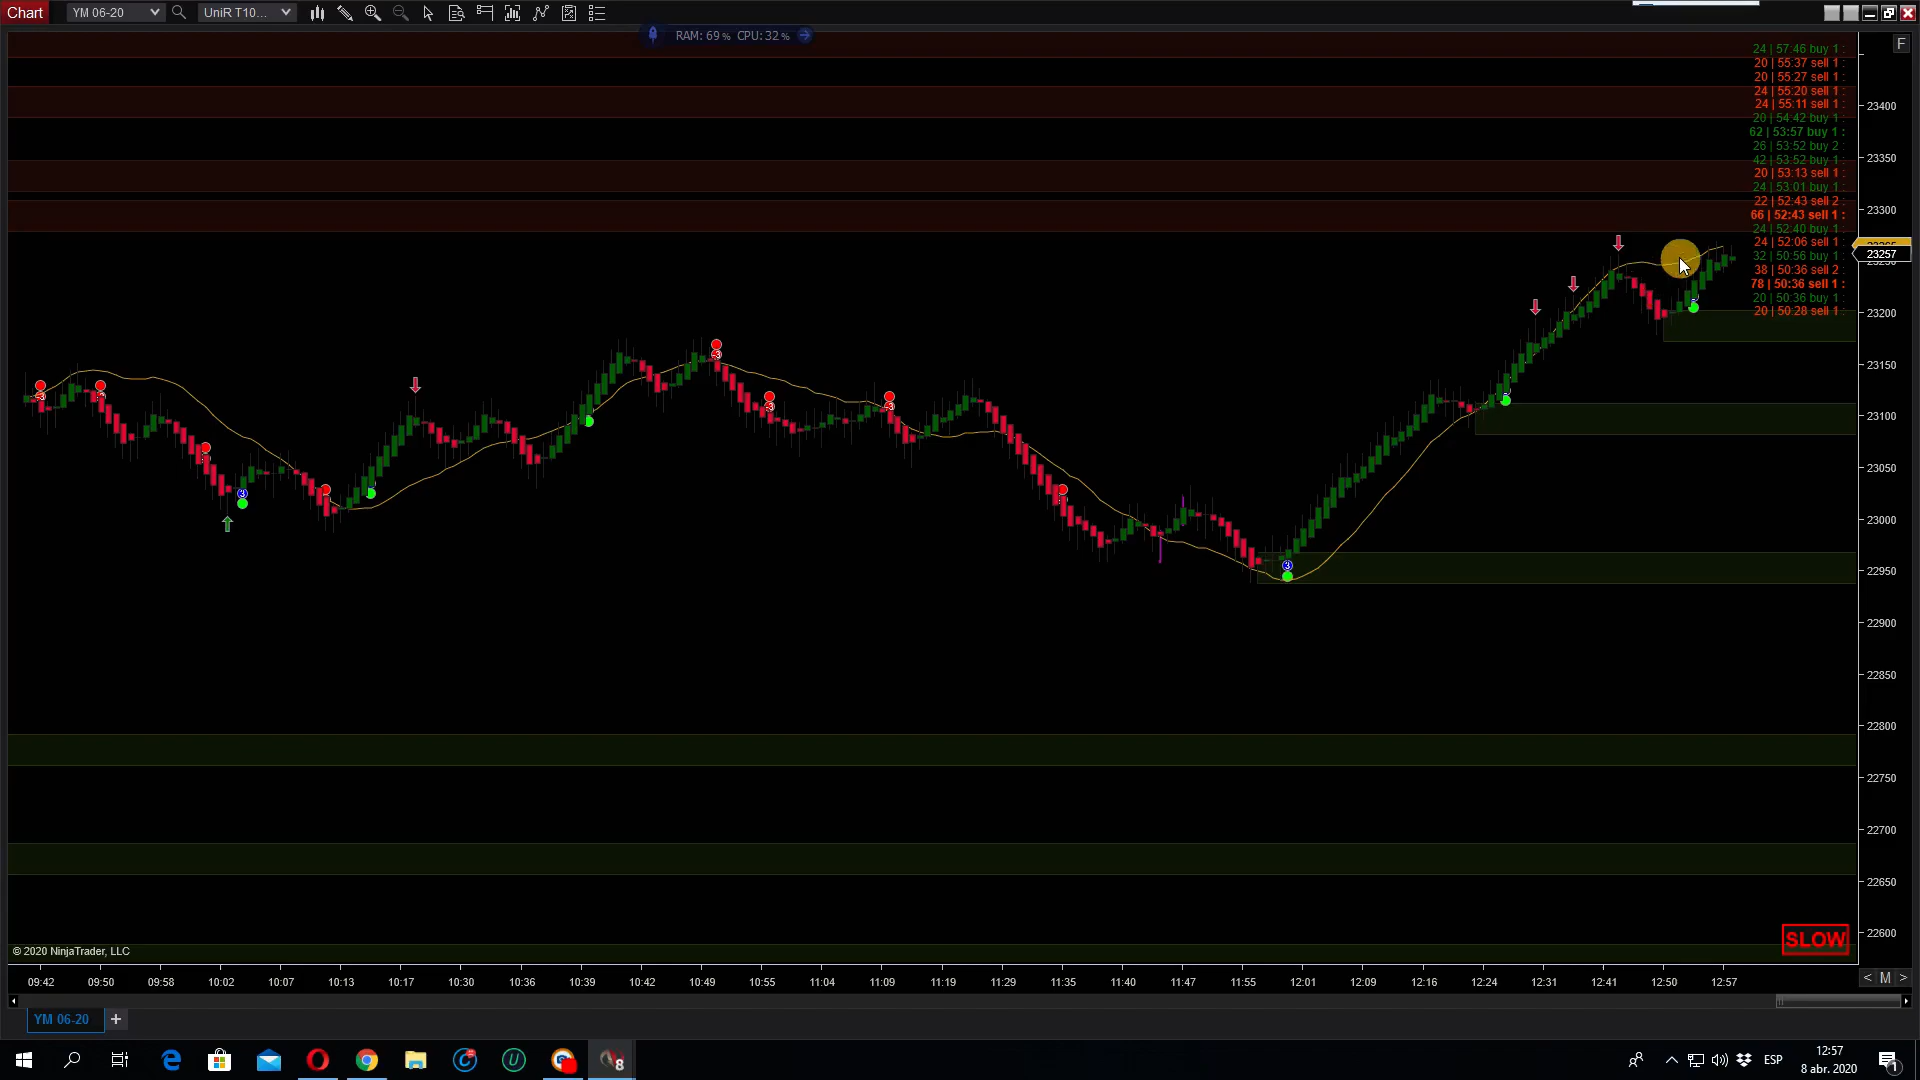 Chart
YM 06-20
UniR T10...
RAM: 69% CPU: 32%
F
24 | 57:46 buy 1 :
20 | 55:37 sell 1 :
20 | 55:27 sell 1 :
24 | 55:20 sell 1 :
24 | 55:11 sell 1 :
20 | 54:42 buy 1 :
62 | 53:57 buy 1 :
26 | 53:52 buy 2 :
42 | 53:52 buy 1 :
20 | 53:13 sell 1 :
24 | 53:01 buy 1 :
22 | 52:43 sell 2 :
66 | 52:43 sell 1 :
24 | 52:40 buy 1 :
24 | 52:06 sell 1 :
32 | 50:56 buy 1 :
38 | 50:36 sell 2 :
78 | 50:36 sell 1 :
20 | 50:36 buy 1 :
20 | 50:28 sell 1 :
23400
23350
23300
23257
23200
23150
23100
23050
23000
22950
22900
22850
22800
22750
22700
22650
22600
SLOW
© 2020 NinjaTrader, LLC
09:42 09:50 09:58 10:02 10:07 10:13 10:17 10:30 10:36 10:39 10:42 10:49 10:55 11:04 11:09 11:19 11:29 11:35 11:40 11:47 11:55 12:01 12:09 12:16 12:24 12:31 12:41 12:50 12:57
< M >
YM 06-20 +
8
ESP
12:57
8 abr. 2020
1